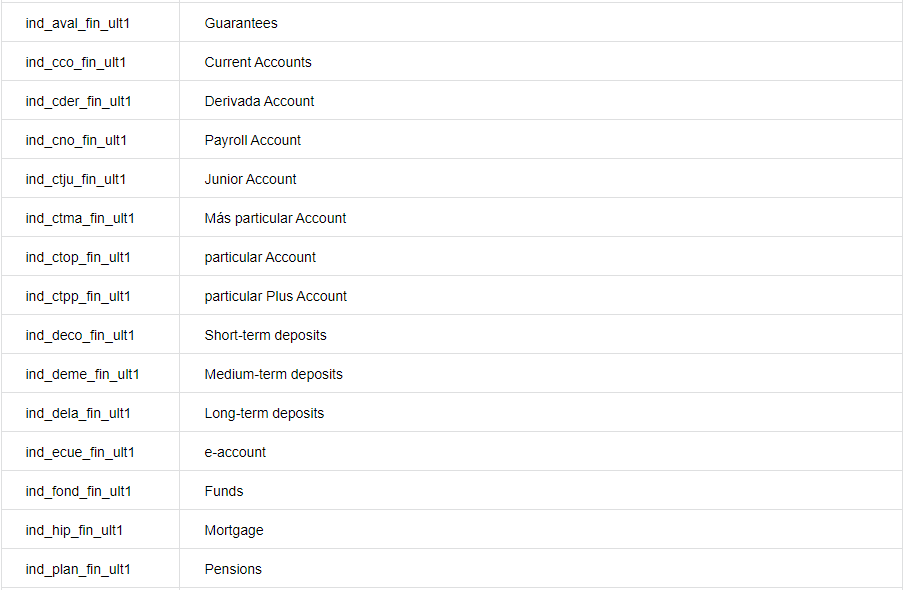 ind_aval_fin_ult1 Guarantees
ind_cco_fin_ult1 Current Accounts
ind_cder_fin_ult1 Derivada Account
ind_cno_fin_ult1 Payroll Account
ind_ctju_fin_ult1 Junior Account
ind_ctma_fin_ult1 Más particular Account
ind_ctop_fin_ult1 particular Account
ind_ctpp_fin_ult1 particular Plus Account
ind_deco_fin_ult1 Short-term deposits
ind_deme_fin_ult1 Medium-term deposits
ind_dela_fin_ult1 Long-term deposits
ind_ecue_fin_ult1 e-account
ind_fond_fin_ult1 Funds
ind_hip_fin_ult1 Mortgage
ind_plan_fin_ult1 Pensions